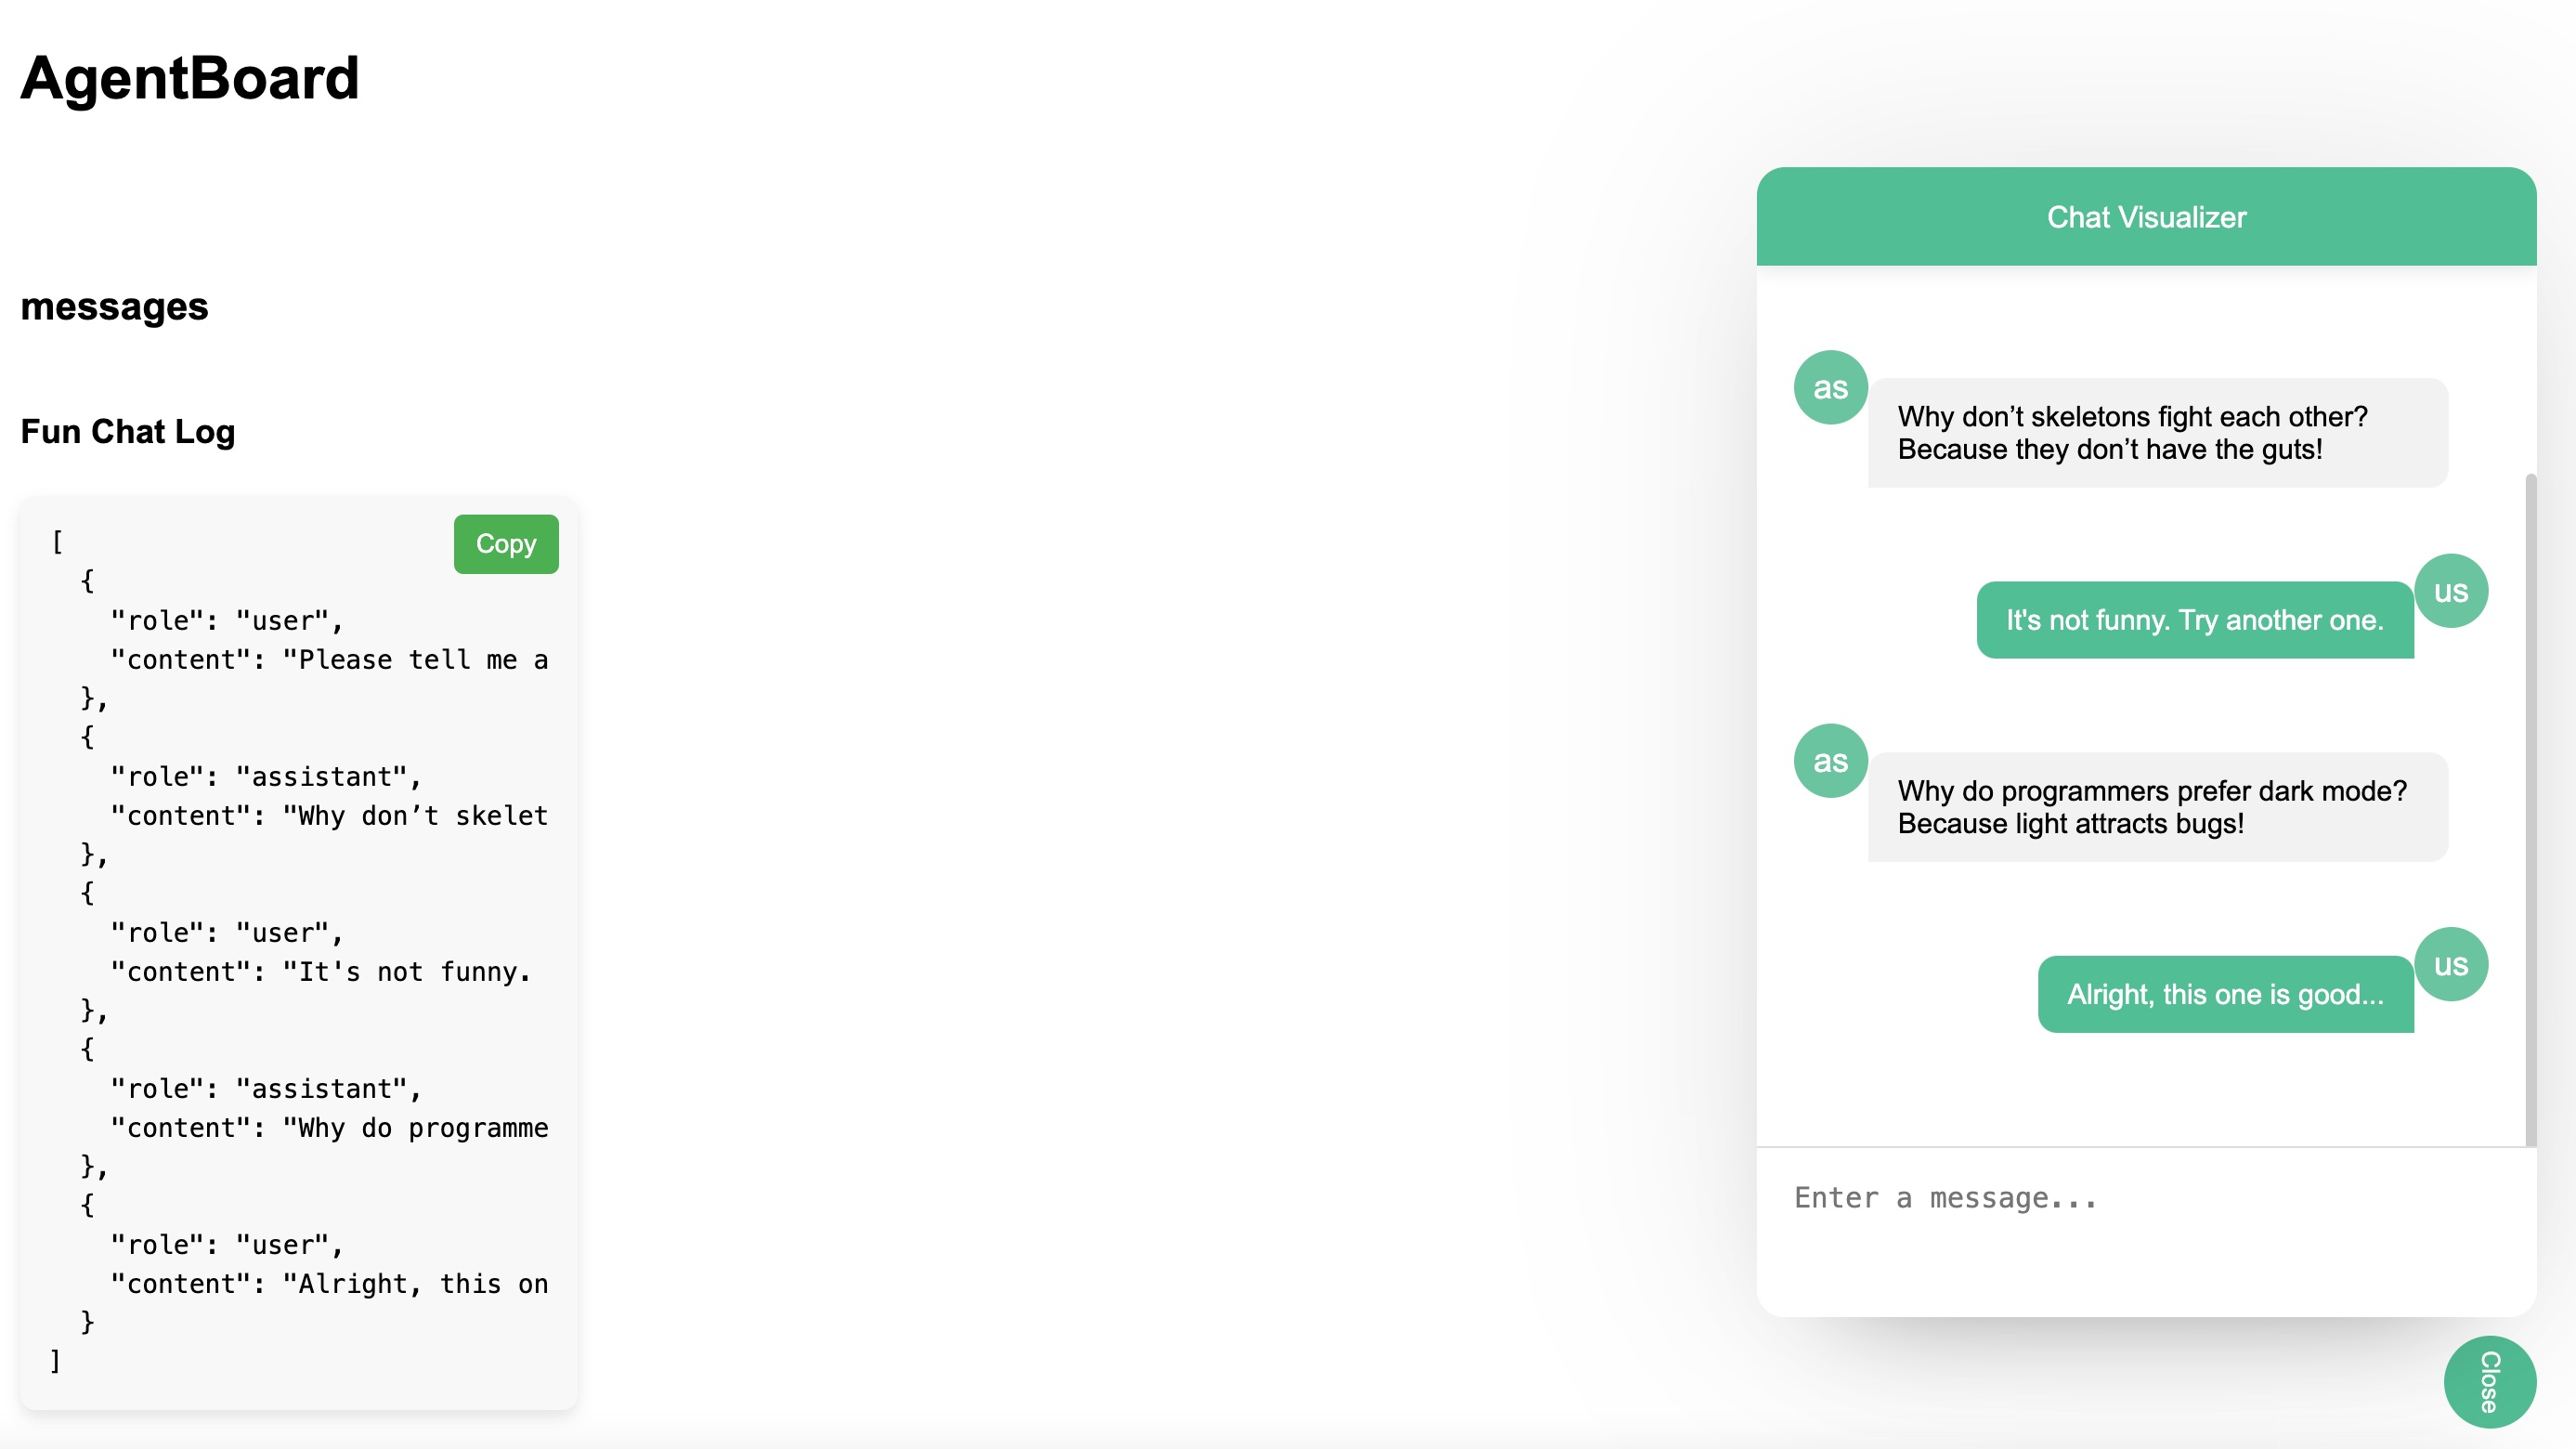 AgentBoard
messages
Fun Chat Log
Copy
[
  {
    "role": "user",
    "content": "Please tell me a
  },
  {
    "role": "assistant",
    "content": "Why don’t skelet
  },
  {
    "role": "user",
    "content": "It's not funny.
  },
  {
    "role": "assistant",
    "content": "Why do programme
  },
  {
    "role": "user",
    "content": "Alright, this on
  }
]
Chat Visualizer
as
Why don’t skeletons fight each other?
Because they don’t have the guts!
us
It's not funny. Try another one.
as
Why do programmers prefer dark mode?
Because light attracts bugs!
us
Alright, this one is good...
Enter a message...
Close